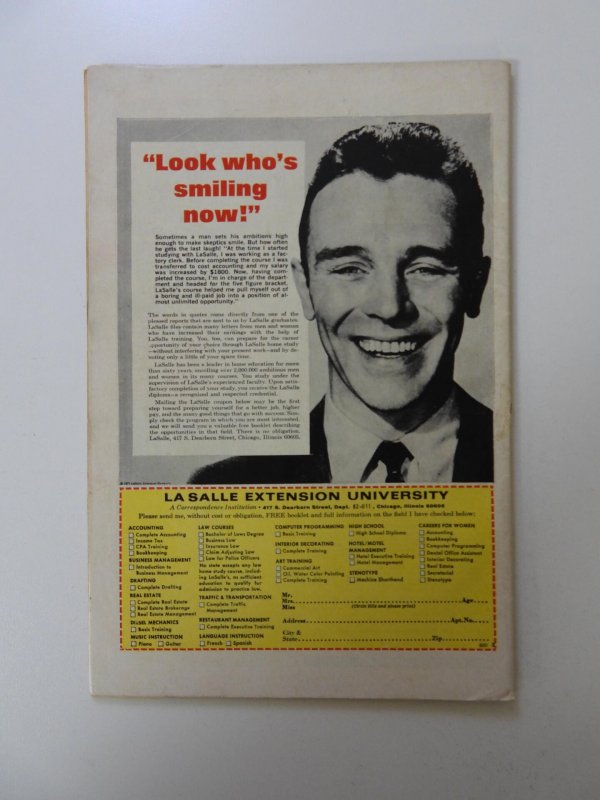 “Look who’s
smiling
now!”
Sometimes a man sets his ambitions high
enough to make skeptics smile. But how often
he gets the last laugh! "At the time I started
studying with LaSalle, I was working as a fac-
tory clerk. Before completing the course I was
transferred to cost accounting and my salary
was increased by $1800. Now, having com-
pleted the course, I'm in charge of the depart-
ment and headed for the five figure bracket.
LaSalle's course helped me pull myself out of
a boring and ill-paid job into a position of al-
most unlimited opportunity."
The words in quotes come directly from one of the
pleased reports that are sent to us by LaSalle graduates.
LaSalle files contain many letters from men and women
who have increased their earnings with the help of
LaSalle training. You, too, can prepare for the career
opportunity of your choice through LaSalle home study
—without interfering with your present work—and by de-
voting only a little of your spare time.
LaSalle has been a leader in home education for more
than sixty years, enrolling over 2,000,000 ambitious men
and women in its many courses. You study under the
supervision of LaSalle's experienced faculty. Upon satis-
factory completion of your study, you receive the LaSalle
diploma—a recognized and respected credential.
Mailing the LaSalle coupon below may be the first
step toward preparing yourself for a better job, higher
pay, and the many good things that go with success. Sim-
ply check the program in which you are most interested,
and we will send you a valuable free booklet describing
the opportunities in that field. There is no obligation.
LaSalle, 417 S. Dearborn Street, Chicago, Illinois 60605.
LA SALLE EXTENSION UNIVERSITY
A Correspondence Institution • 417 S. Dearborn Street, Dept. Chicago, Illinois 60605
Please send me, without cost or obligation, FREE booklet and full information on the field I have checked below:
ACCOUNTING
Complete Accounting
Income Tax
CPA Training
Bookkeeping
BUSINESS MANAGEMENT
Introduction to
Business Management
DRAFTING
Complete Drafting
REAL ESTATE
Complete Real Estate
Real Estate Brokerage
Real Estate Management
DIESEL MECHANICS
Basic Training
MUSIC INSTRUCTION
Piano Guitar
LAW COURSES
Bachelor of Laws Degree
Business Law
Insurance Law
Claim Adjusting Law
Law for Police Officers
No state accepts any law
home study course, includ-
ing LaSalle's, as sufficient
education to qualify for
admission to practice law.
TRAFFIC & TRANSPORTATION
Complete Traffic
Management
RESTAURANT MANAGEMENT
Complete Executive Training
LANGUAGE INSTRUCTION
French Spanish
COMPUTER PROGRAMMING
Basic Training
INTERIOR DECORATING
Complete Training
ART TRAINING
Commercial Art
Oil, Water Color Painting
Complete Training
HIGH SCHOOL
High School Diploma
HOTEL/MOTEL
MANAGEMENT
Hotel Executive Training
Motel Management
STENOTYPE
Machine Shorthand
CAREERS FOR WOMEN
Accounting
Bookkeeping
Computer Programming
Dental Office Assistant
Interior Decorating
Real Estate
Secretarial
Stenotype
Mr.
Mrs. Age
Miss (Circle title and please print)
Address Apt. No.
City &
State Zip